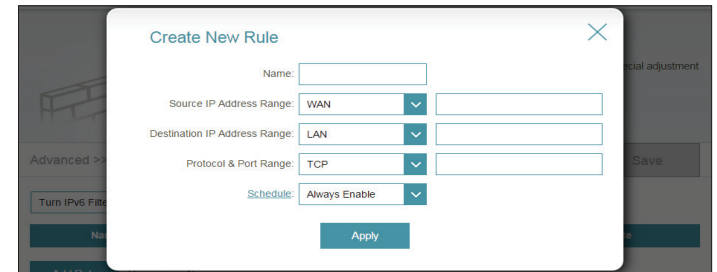 Create New Rule
ecial adjustment
Name:
Source IP Address Range: WAN
Destination IP Address Range: LAN
Advanced >>
Protocol & Port Range: TCP
Save
Schedule: Always Enable
Turn IPv6 Filte
Apply
Na